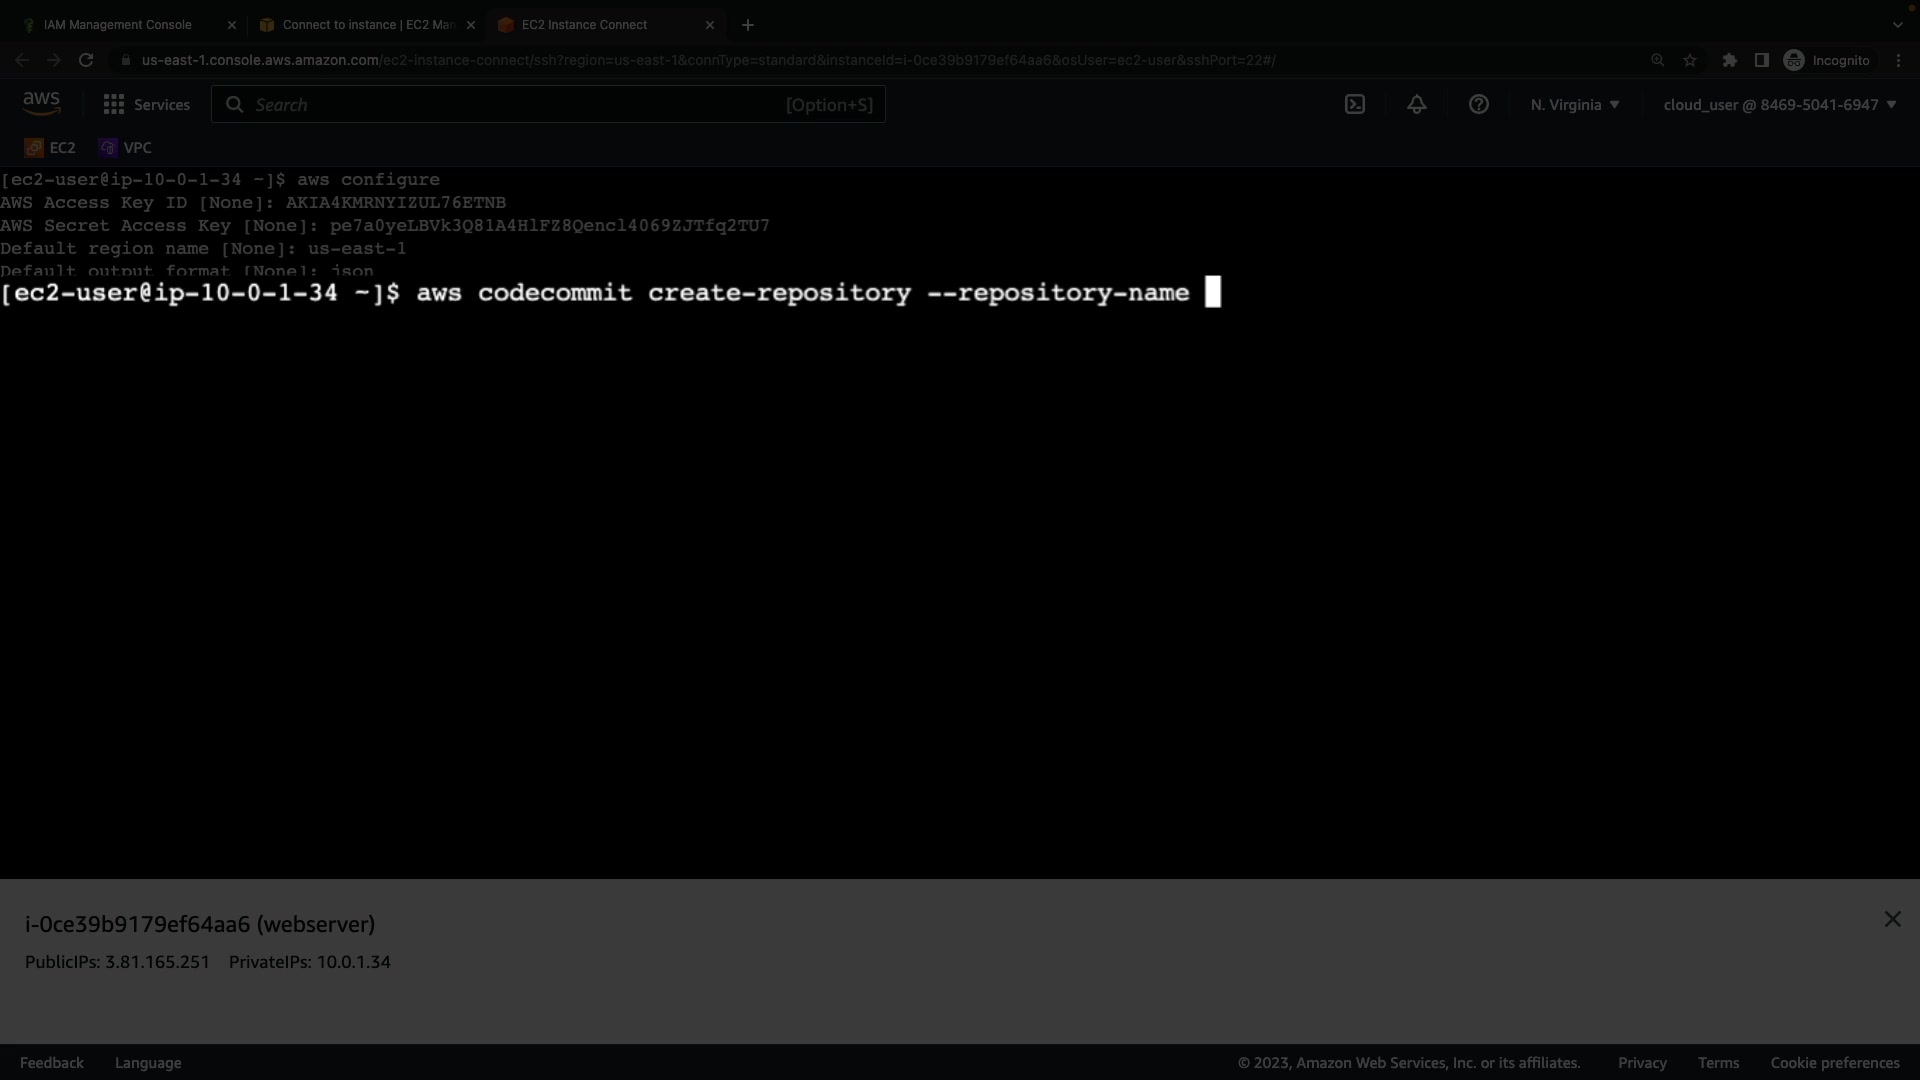 IAM Management Console
Connect to instance | EC2 Man
EC2 Instance Connect
us-east-1.console.aws.amazon.com/ec2-instance-connect/ssh?region=us-east-1&connType=standard&instanceId=i-0ce39b9179ef64aa6&osUser=ec2-user&sshPort=22#/
Incognito
aws
Services
Search
[Option+S]
N. Virginia
cloud_user @ 8469-5041-6947
EC2
VPC
[ec2-user@ip-10-0-1-34 ~]$ aws configure
AWS Access Key ID [None]: AKIA4KMRNYIZUL76ETNB
AWS Secret Access Key [None]: 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
Default region name [None]: us-east-1
Default output format [None]: json
[ec2-user@ip-10-0-1-34 ~]$ aws codecommit create-repository --repository-name
i-0ce39b9179ef64aa6 (webserver)
PublicIPs: 3.81.165.251 PrivateIPs: 10.0.1.34
Feedback
Language
© 2023, Amazon Web Services, Inc. or its affiliates.
Privacy
Terms
Cookie preferences